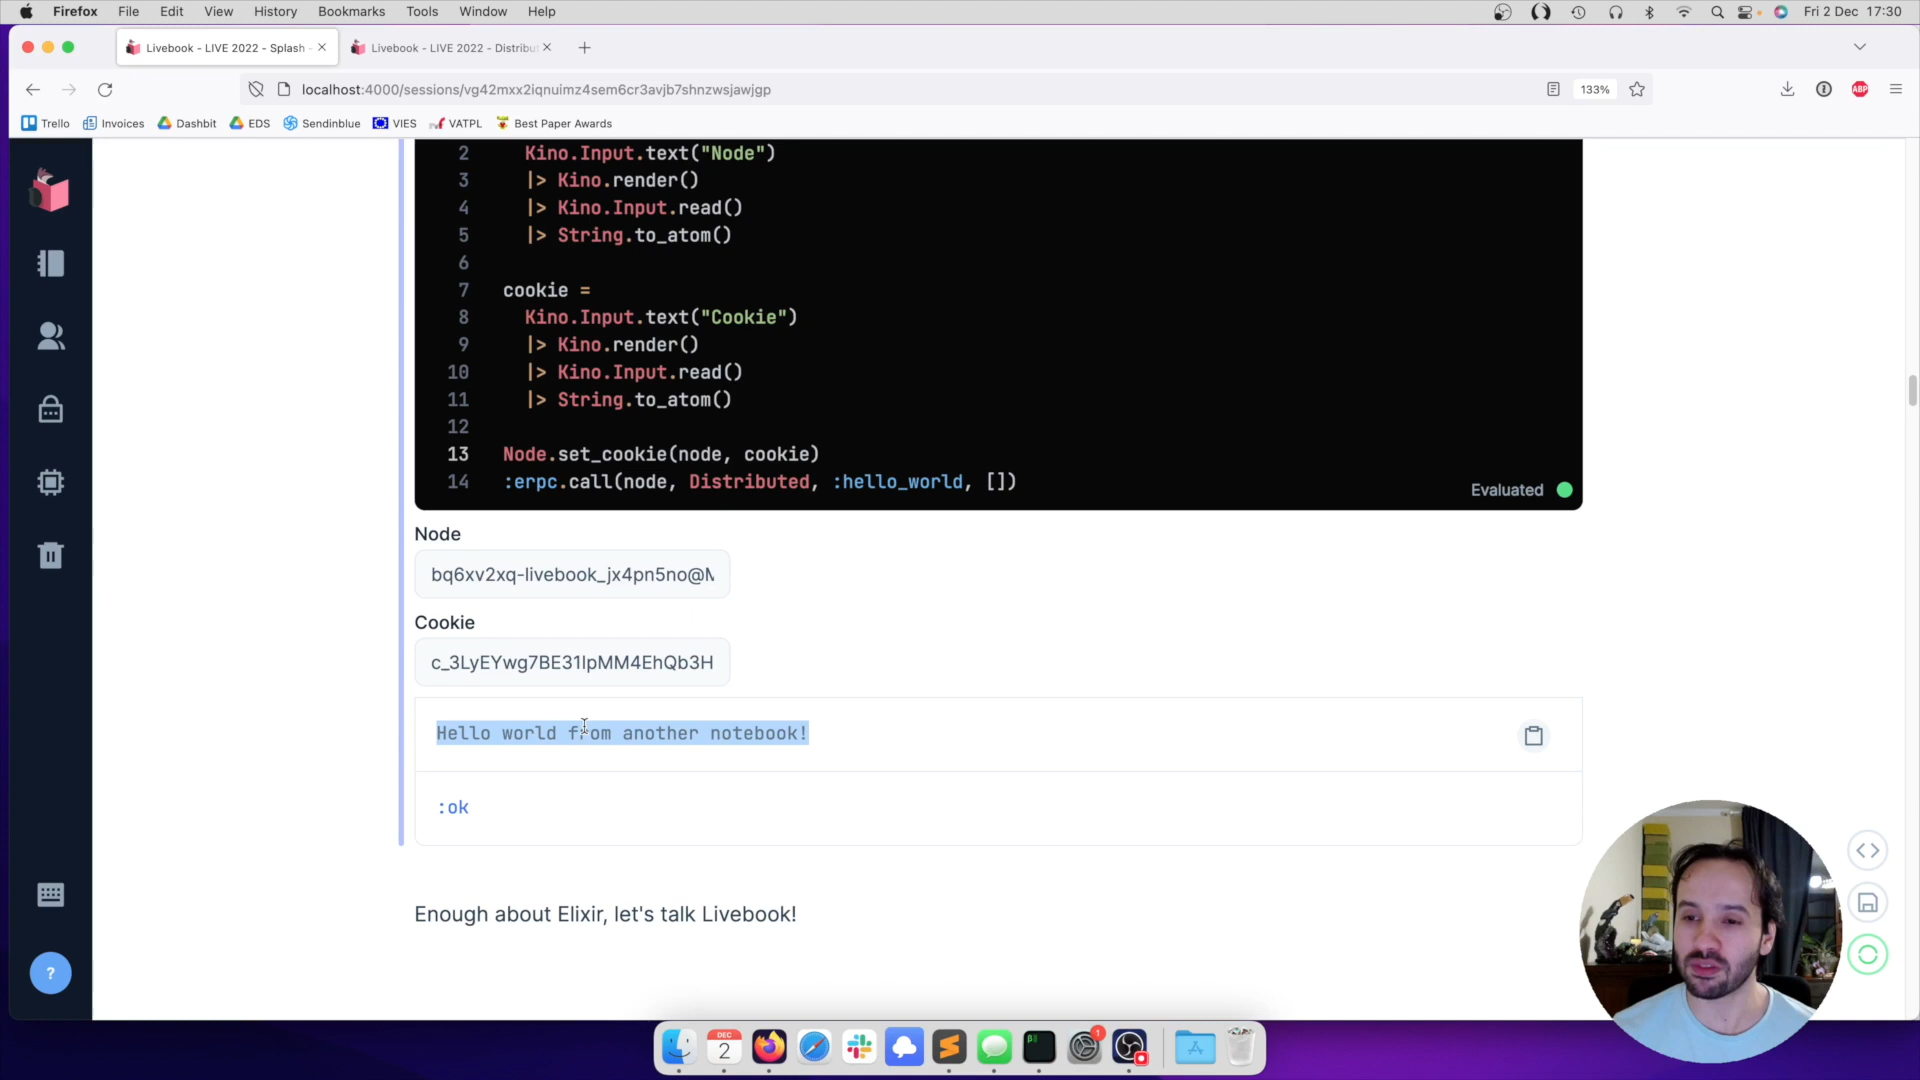 Firefox File Edit View History Bookmarks Tools Window Help Fri 2 Dec 17:30
Livebook - LIVE 2022 - Splash Livebook - LIVE 2022 - Distribu
localhost:4000/sessions/vg42mxx2iqnuimz4sem6cr3avjb7shnzwsjawjgp 133% ABP
Trello Invoices Dashbit EDS Sendinblue VIES VATPL Best Paper Awards
2 Kino.Input.text("Node")
3 |> Kino.render()
4 |> Kino.Input.read()
5 |> String.to_atom()
6
7 cookie =
8 Kino.Input.text("Cookie")
9 |> Kino.render()
10 |> Kino.Input.read()
11 |> String.to_atom()
12
13 Node.set_cookie(node, cookie)
14 :erpc.call(node, Distributed, :hello_world, [])
Evaluated
Node
bq6xv2xq-livebook_jx4pn5no@M
Cookie
c_3LyEYwg7BE31IpMM4EhQb3H
Hello world from another notebook!
:ok
Enough about Elixir, let's talk Livebook!
?
DEC
2
1